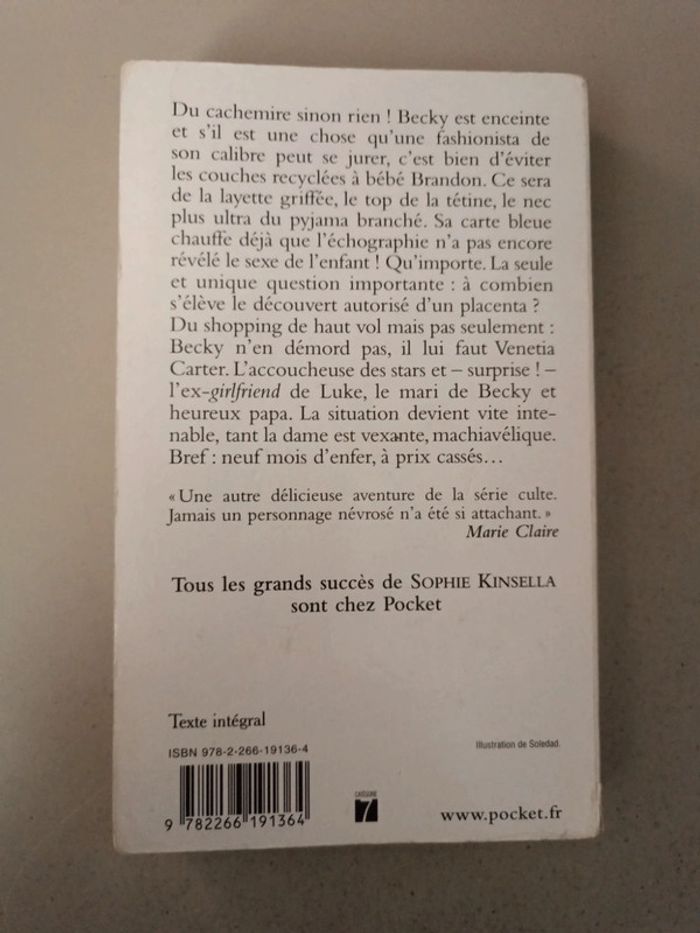 Du cachemire sinon rien ! Becky est enceinte
et s'il est une chose qu'une fashionista de
son calibre peut se jurer, c'est bien d'éviter
les couches recyclées à bébé Brandon. Ce sera
de la layette griffée, le top de la tétine, le nec
plus ultra du pyjama branché. Sa carte bleue
chauffe déjà que l'échographie n'a pas encore
révélé le sexe de l'enfant ! Qu'importe. La seule
et unique question importante : à combien
s'élève le découvert autorisé d'un placenta ?
Du shopping de haut vol mais pas seulement :
Becky n'en démord pas, il lui faut Venetia
Carter. L'accoucheuse des stars et – surprise ! –
l'ex-girlfriend de Luke, le mari de Becky et
heureux papa. La situation devient vite inte-
nable, tant la dame est vexante, machiavélique.
Bref : neuf mois d'enfer, à prix cassés…
« Une autre délicieuse aventure de la série culte.
Jamais un personnage névrosé n'a été si attachant. »
Marie Claire
Tous les grands succès de SOPHIE KINSELLA
sont chez Pocket
Texte intégral
ISBN 978-2-266-19136-4
Illustration de Soledad.
CATÉGORIE
7
9 782266 191364
www.pocket.fr